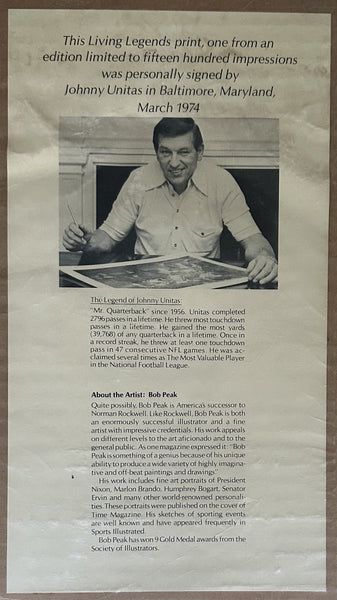 This Living Legends print, one from an
edition limited to fifteen hundred impressions
was personally signed by
Johnny Unitas in Baltimore, Maryland,
March 1974
The Legend of Johnny Unitas:
"Mr. Quarterback" since 1956. Unitas completed
2796 passes in a lifetime. He threw most touchdown
passes in a lifetime. He gained the most yards
(39,768) of any quarterback in a lifetime. Once in
a record streak, he threw at least one touchdown
pass in 47 consecutive NFL games. He was ac-
claimed several times as The Most Valuable Player
in the National Football League.
About the Artist: Bob Peak
Quite possibly, Bob Peak is America's successor to
Norman Rockwell. Like Rockwell, Bob Peak is both
an enormously successful illustrator and a fine
artist with impressive credentials. His work appeals
on different levels to the art aficionado and to the
general public. As one magazine expressed it: "Bob
Peak is something of a genius because of his unique
ability to produce a wide variety of highly imagina-
tive and off-beat paintings and drawings."
His work includes fine art portraits of President
Nixon, Marlon Brando, Humphrey Bogart, Senator
Ervin and many other world-renowned personali-
ties. These portraits were published on the cover of
Time Magazine. His sketches of sporting events
are well known and have appeared frequently in
Sports Illustrated.
Bob Peak has won 9 Gold Medal awards from the
Society of Illustrators.